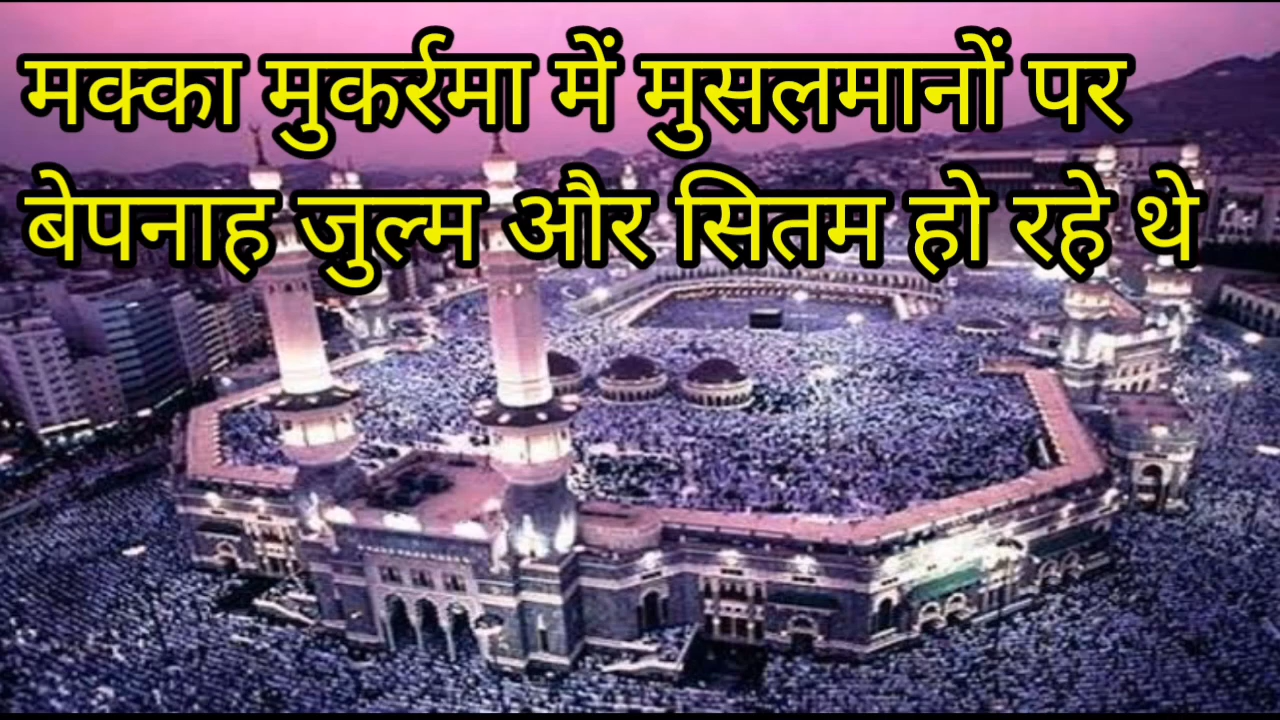 मक्का मुकर्रमा में मुसलमानों पर
बेपनाह जुल्म और सितम हो रहे थे